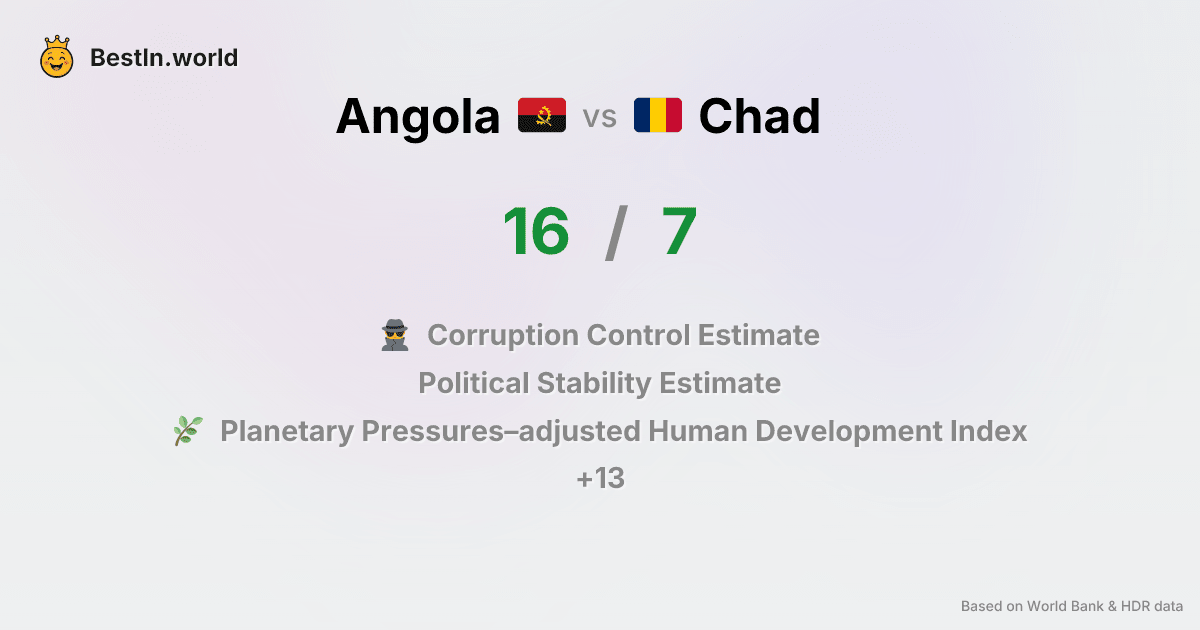 BestIn.world
Angola vs Chad
16 / 7
Corruption Control Estimate
Political Stability Estimate
Planetary Pressures–adjusted Human Development Index
+13
Based on World Bank & HDR data